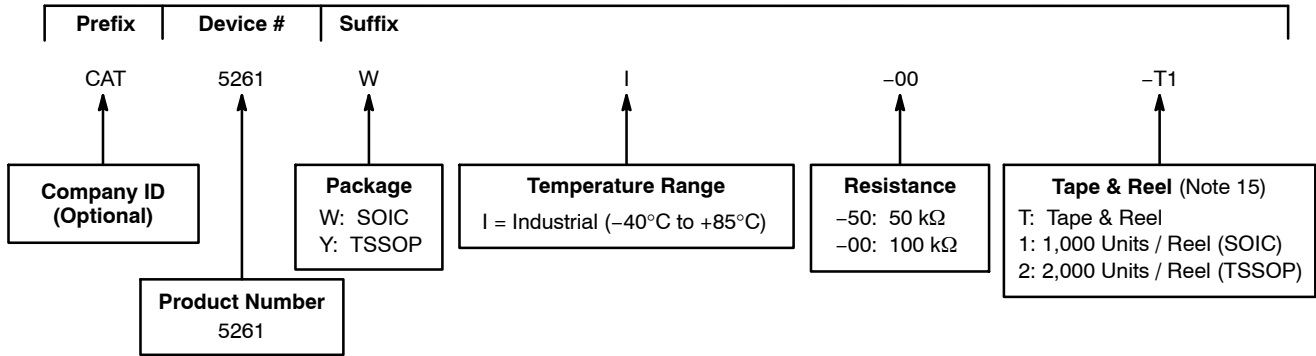 Prefix Device # Suffix
CAT 5261 W I −00 −T1
Company ID
(Optional)
Package
W: SOIC
Y: TSSOP
Temperature Range
I = Industrial (−40°C to +85°C)
Resistance
−50: 50 kΩ
−00: 100 kΩ
Tape & Reel (Note 15)
T: Tape & Reel
1: 1,000 Units / Reel (SOIC)
2: 2,000 Units / Reel (TSSOP)
Product Number
5261